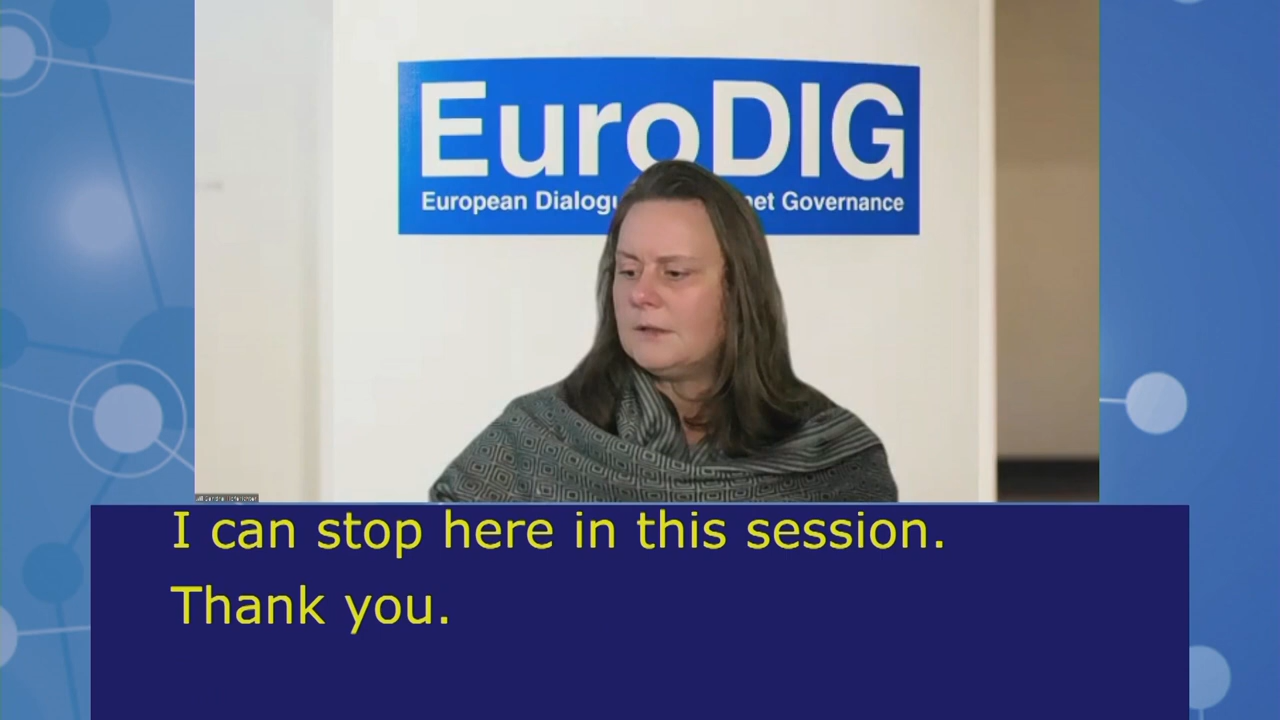 EuroDIG
European Dialogu net Governance
I can stop here in this session.
Thank you.